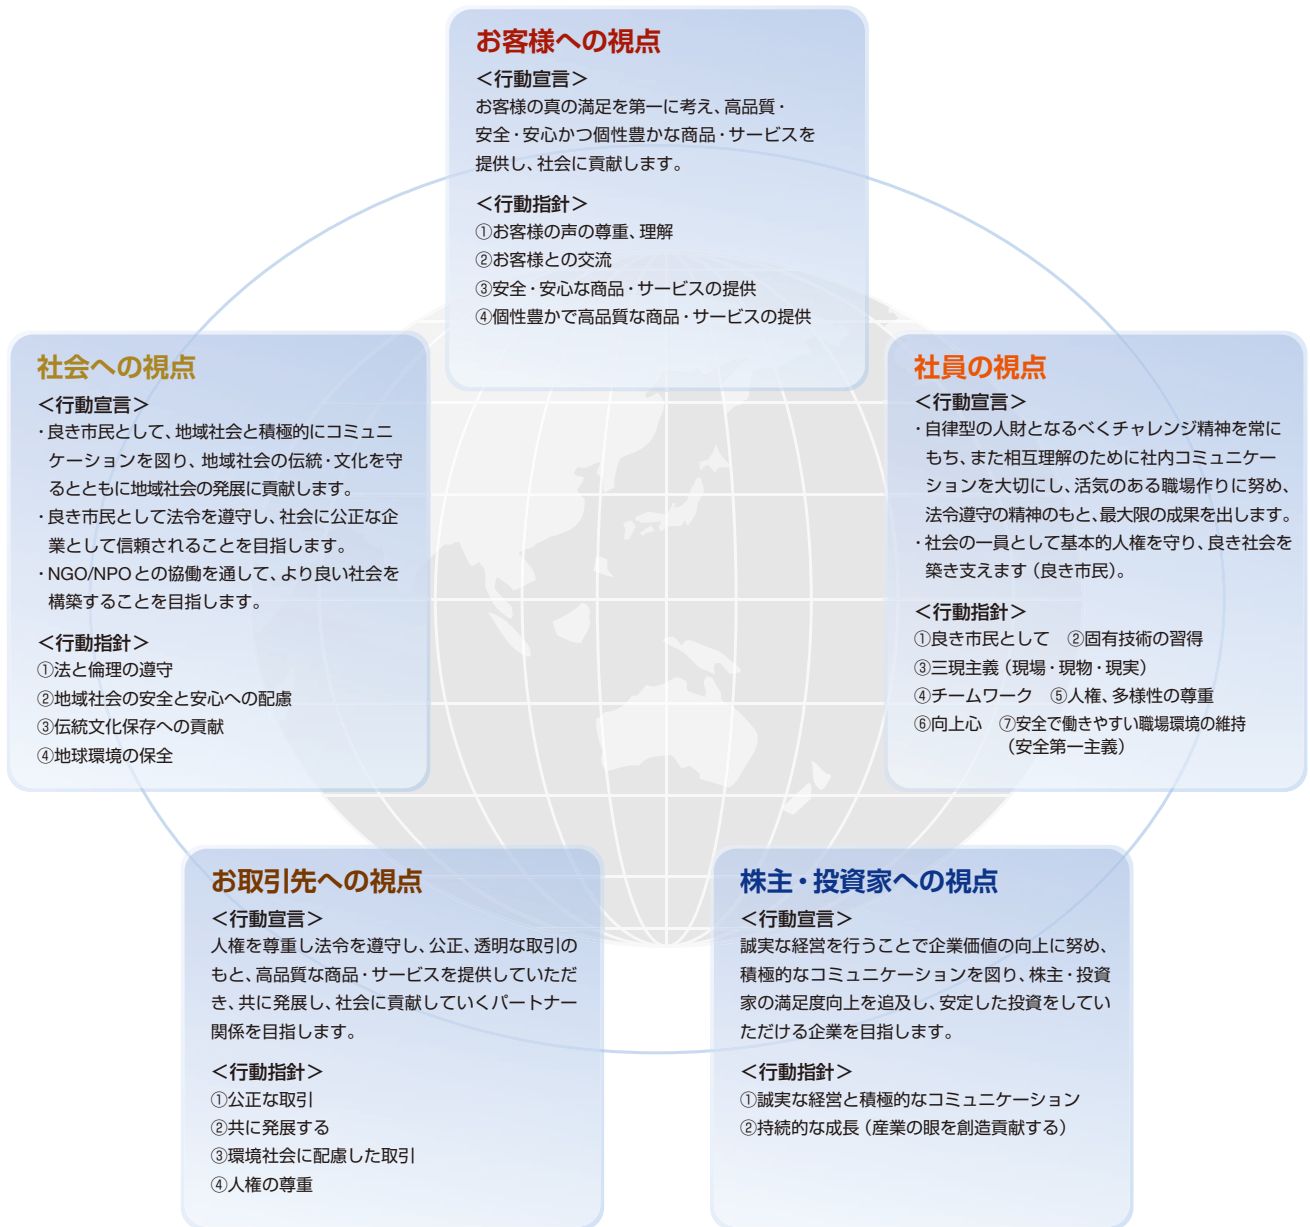 お客様への視点
＜行動宣言＞
お客様の真の満足を第一に考え、高品質・
安全・安心かつ個性豊かな商品・サービスを
提供し、社会に貢献します。
＜行動指針＞
①お客様の声の尊重、理解
②お客様との交流
③安全・安心な商品・サービスの提供
④個性豊かで高品質な商品・サービスの提供
社会への視点
＜行動宣言＞
・良き市民として、地域社会と積極的にコミュニ
ケーションを図り、地域社会の伝統・文化を守
るとともに地域社会の発展に貢献します。
・良き市民として法令を遵守し、社会に公正な企
業として信頼されることを目指します。
・NGO/NPOとの協働を通して、より良い社会を
構築することを目指します。
＜行動指針＞
①法と倫理の遵守
②地域社会の安全と安心への配慮
③伝統文化保存への貢献
④地球環境の保全
社員の視点
＜行動宣言＞
・自律型の人財となるべくチャレンジ精神を常に
もち、また相互理解のために社内コミュニケー
ションを大切にし、活気のある職場作りに努め、
法令遵守の精神のもと、最大限の成果を出します。
・社会の一員として基本的人権を守り、良き社会を
築き支えます（良き市民）。
＜行動指針＞
①良き市民として　②固有技術の習得
③三現主義（現場・現物・現実）
④チームワーク　⑤人権、多様性の尊重
⑥向上心　⑦安全で働きやすい職場環境の維持
（安全第一主義）
お取引先への視点
＜行動宣言＞
人権を尊重し法令を遵守し、公正、透明な取引の
もと、高品質な商品・サービスを提供していただ
き、共に発展し、社会に貢献していくパートナー
関係を目指します。
＜行動指針＞
①公正な取引
②共に発展する
③環境社会に配慮した取引
④人権の尊重
株主・投資家への視点
＜行動宣言＞
誠実な経営を行うことで企業価値の向上に努め、
積極的なコミュニケーションを図り、株主・投資
家の満足度向上を追及し、安定した投資をしてい
ただける企業を目指します。
＜行動指針＞
①誠実な経営と積極的なコミュニケーション
②持続的な成長（産業の眼を創造貢献する）